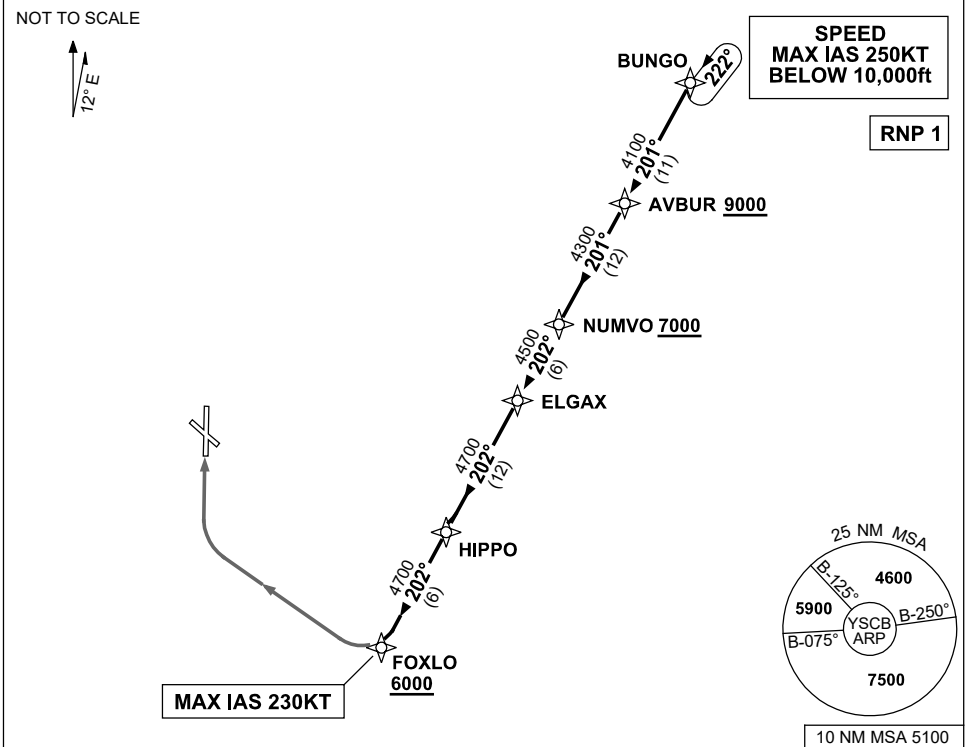 NOT TO SCALE
12° E
SPEED
MAX IAS 250KT
BELOW 10,000ft
RNP 1
BUNGO
222°
4100
201°
(11)
AVBUR 9000
4300
201°
(12)
NUMVO 7000
4500
202°
(6)
ELGAX
4700
202°
(12)
HIPPO
4700
202°
(6)
FOXLO
6000
MAX IAS 230KT
25 NM MSA
B-125°
4600
5900
B-250°
YSCB
ARP
B-075°
7500
10 NM MSA 5100